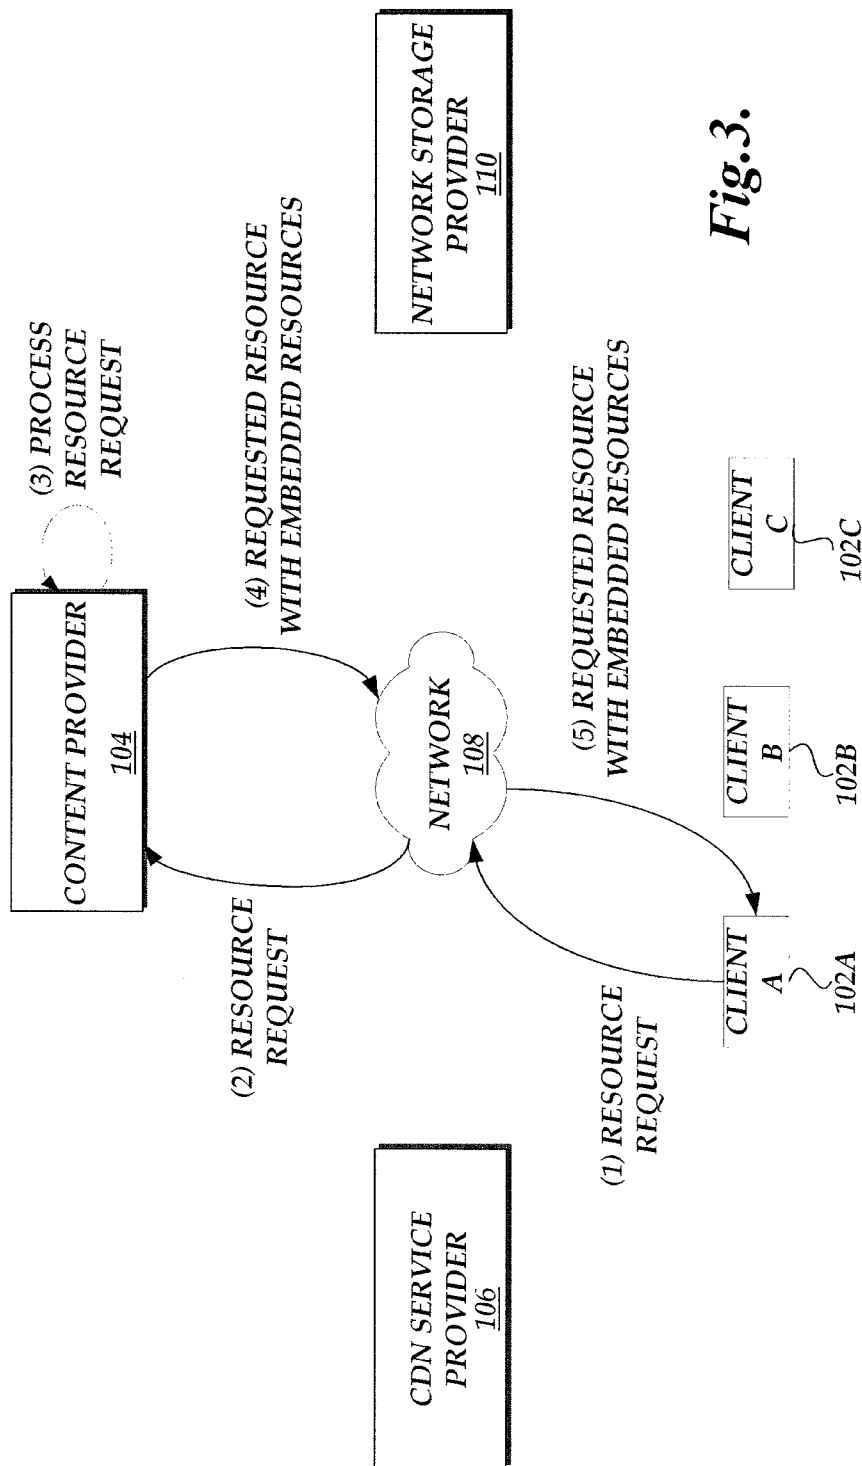 CONTENT PROVIDER
104
(3) PROCESS
RESOURCE
REQUEST
(2) RESOURCE
REQUEST
(4) REQUESTED RESOURCE
WITH EMBEDDED RESOURCES
CDN SERVICE
PROVIDER
106
NETWORK
108
NETWORK STORAGE
PROVIDER
110
(1) RESOURCE
REQUEST
(5) REQUESTED RESOURCE
WITH EMBEDDED RESOURCES
CLIENT
A
102A
CLIENT
B
102B
CLIENT
C
102C
Fig.3.